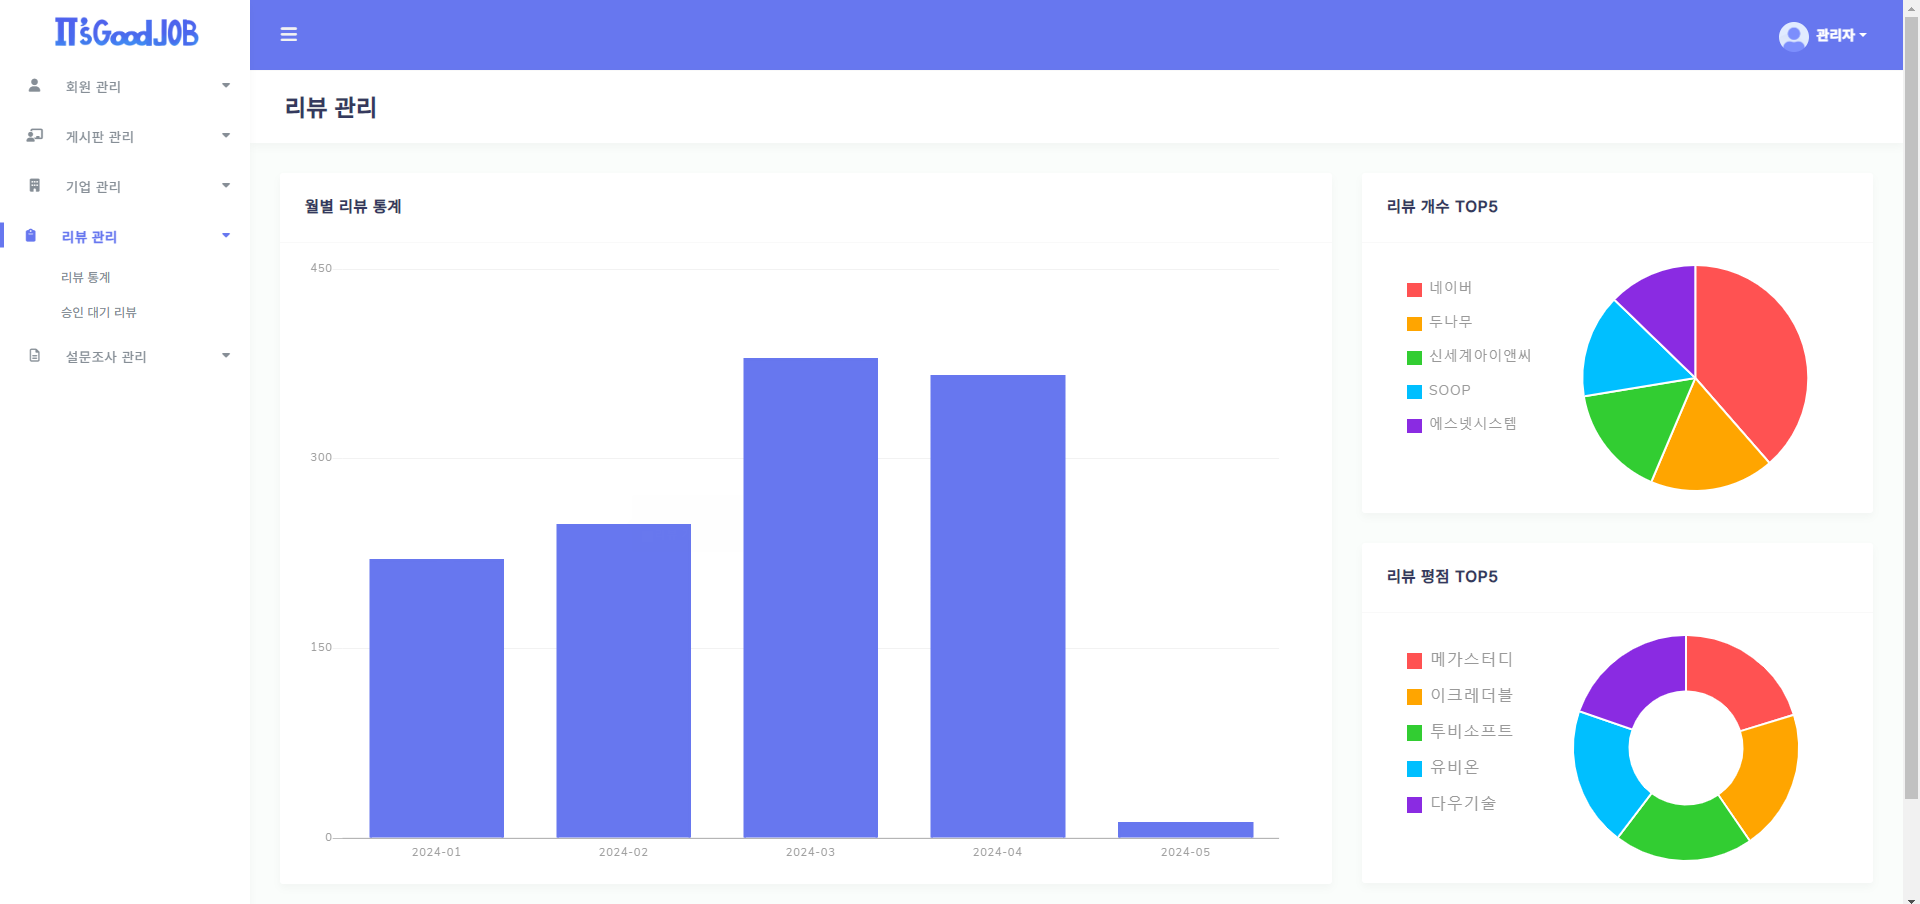 IT'sGoodJOB
관리자
회원 관리
게시판 관리
기업 관리
리뷰 관리
리뷰 통계
승인 대기 리뷰
설문조사 관리
리뷰 관리
월별 리뷰 통계
450
300
150
0
2024-01
2024-02
2024-03
2024-04
2024-05
리뷰 개수 TOP5
네이버
두나무
신세계아이앤씨
SOOP
에스넷시스템
리뷰 평점 TOP5
메가스터디
이크레더블
투비소프트
유비온
다우기술